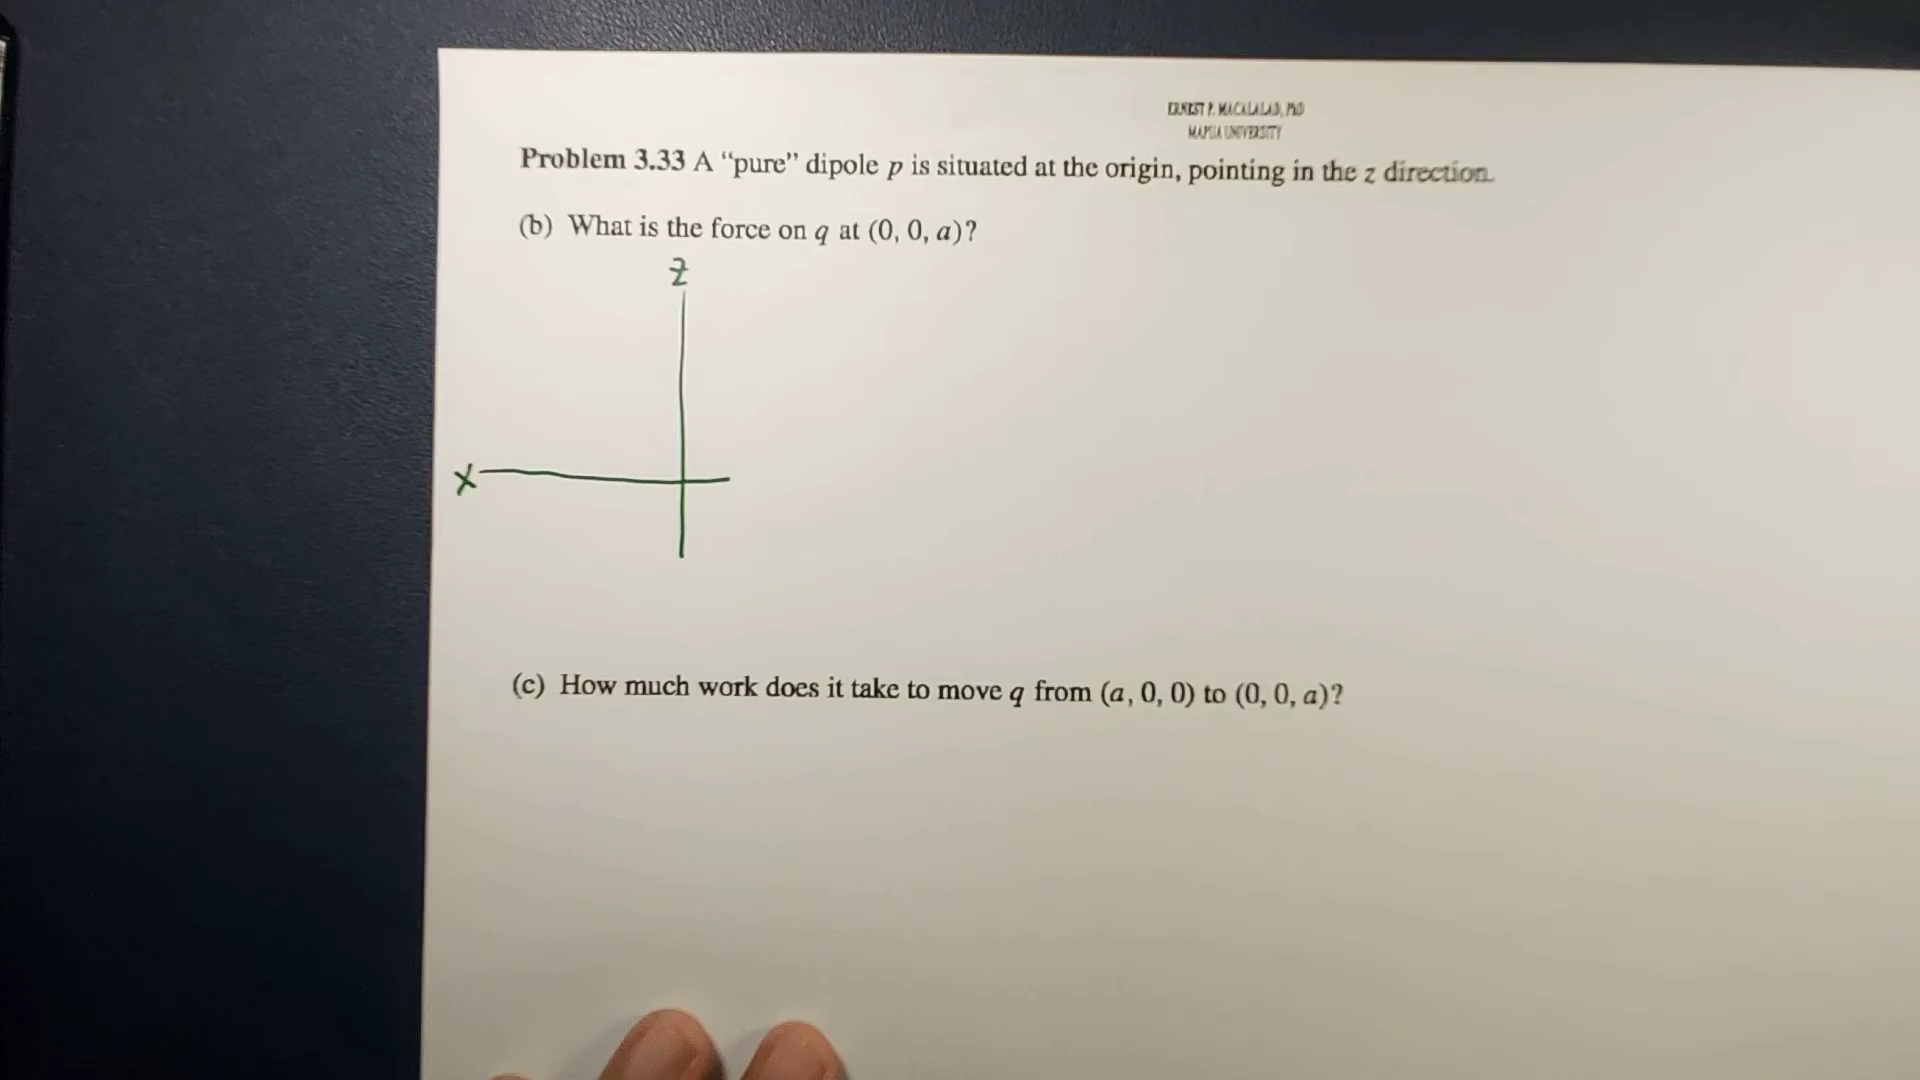 ERNEST P. MACALALAD, PhD
MAPUA UNIVERSITY
Problem 3.33 A “pure” dipole p is situated at the origin, pointing in the z direction.
(b) What is the force on q at (0, 0, a)?
z
x
(c) How much work does it take to move q from (a, 0, 0) to (0, 0, a)?